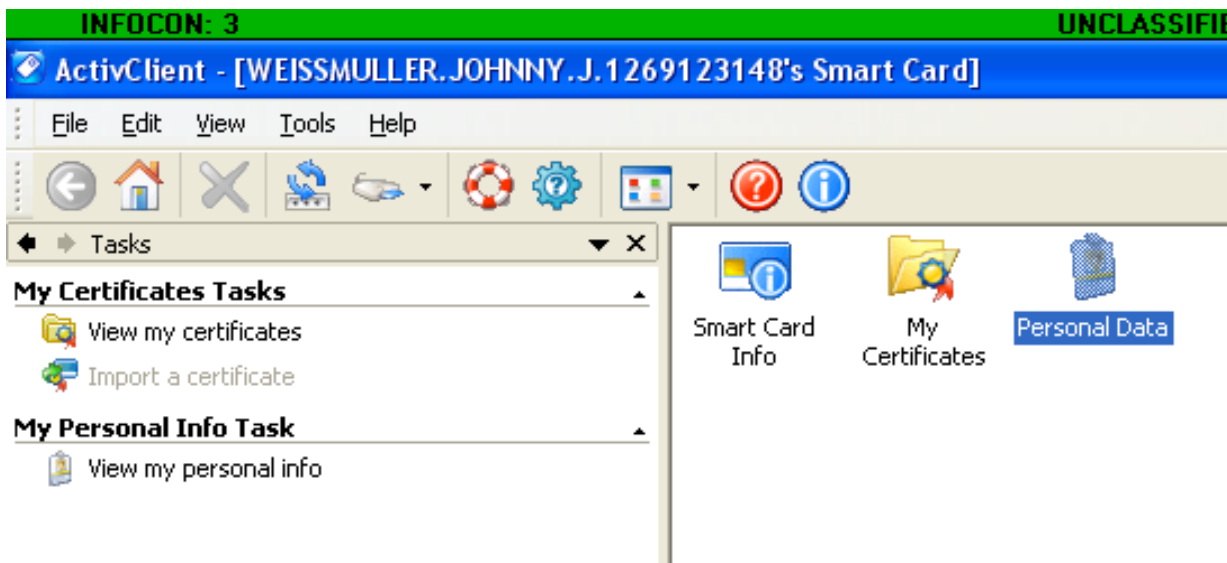 INFOCON: 3 UNCLASSIFIE
ActivClient - [WEISSMULLER.JOHNNY.J.1269123148's Smart Card]
File Edit View Tools Help
Tasks
My Certificates Tasks
View my certificates
Import a certificate
My Personal Info Task
View my personal info
Smart Card
Info
My
Certificates
Personal Data